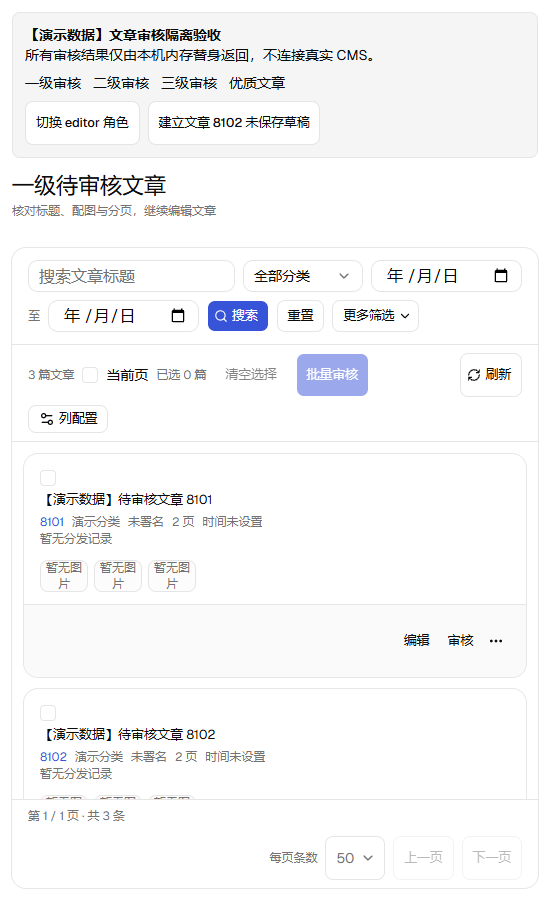 【演示数据】文章审核隔离验收
所有审核结果仅由本机内存替身返回，不连接真实 CMS。
一级审核 二级审核 三级审核 优质文章
切换 editor 角色 建立文章 8102 未保存草稿
一级待审核文章
核对标题、配图与分页，继续编辑文章
搜索文章标题 全部分类 年 /月/日
至 年 /月/日 搜索 重置 更多筛选
3 篇文章 当前页 已选 0 篇 清空选择 批量审核 刷新
列配置
【演示数据】待审核文章 8101
8101 演示分类 未署名 2 页 时间未设置
暂无分发记录
暂无图片 暂无图片 暂无图片
编辑 审核 •••
【演示数据】待审核文章 8102
8102 演示分类 未署名 2 页 时间未设置
暂无分发记录
第 1 / 1 页 · 共 3 条
每页条数 50 上一页 下一页